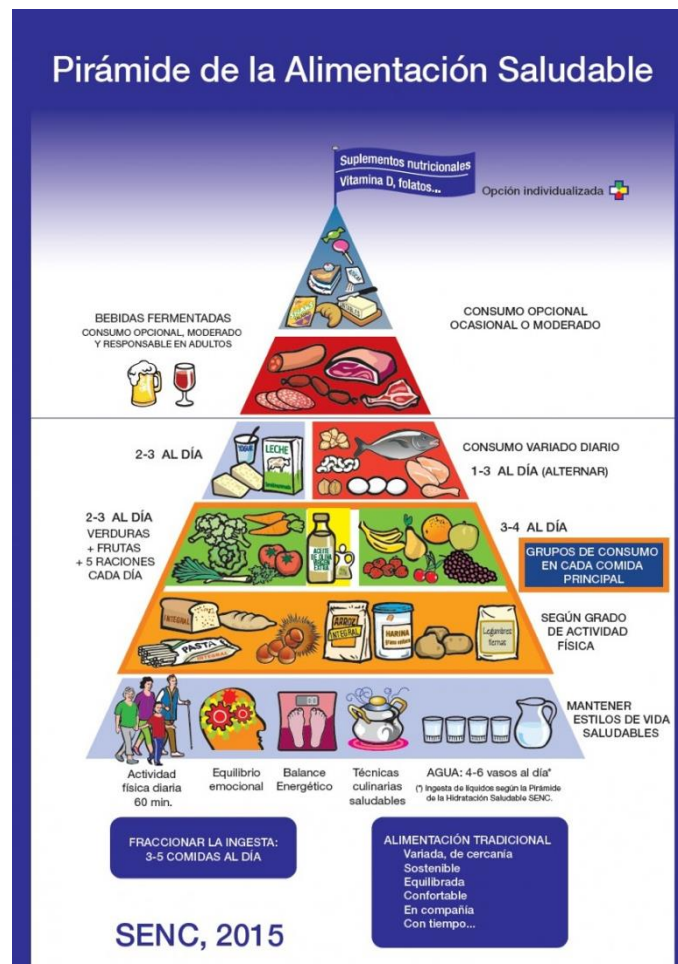 Pirámide de la Alimentación Saludable
Suplementos nutricionales
Vitamina D, folatos...
Opción individualizada
BEBIDAS FERMENTADAS
CONSUMO OPCIONAL, MODERADO
Y RESPONSABLE EN ADULTOS
CONSUMO OPCIONAL
OCASIONAL O MODERADO
2-3 AL DÍA
YOGUR
LECHE
CONSUMO VARIADO DIARIO
1-3 AL DÍA (ALTERNAR)
2-3 AL DÍA
VERDURAS
+ FRUTAS
+ 5 RACIONES
CADA DÍA
ACEITE
DE OLIVA
VIRGEN
EXTRA
3-4 AL DÍA
GRUPOS DE CONSUMO
EN CADA COMIDA
PRINCIPAL
INTEGRAL
PASTA
INTEGRAL
ARROZ
INTEGRAL
HARINA
Legumbres
tiernas
SEGÚN GRADO
DE ACTIVIDAD
FÍSICA
MANTENER
ESTILOS DE VIDA
SALUDABLES
Actividad
física diaria
60 min.
Equilibrio
emocional
Balance
Energético
Técnicas
culinarias
saludables
AGUA: 4-6 vasos al día*
(*) Ingesta de líquidos según la Pirámide
de la Hidratación Saludable SENC.
FRACCIONAR LA INGESTA:
3-5 COMIDAS AL DÍA
ALIMENTACIÓN TRADICIONAL
Variada, de cercanía
Sostenible
Equilibrada
Confortable
En compañía
Con tiempo...
SENC, 2015